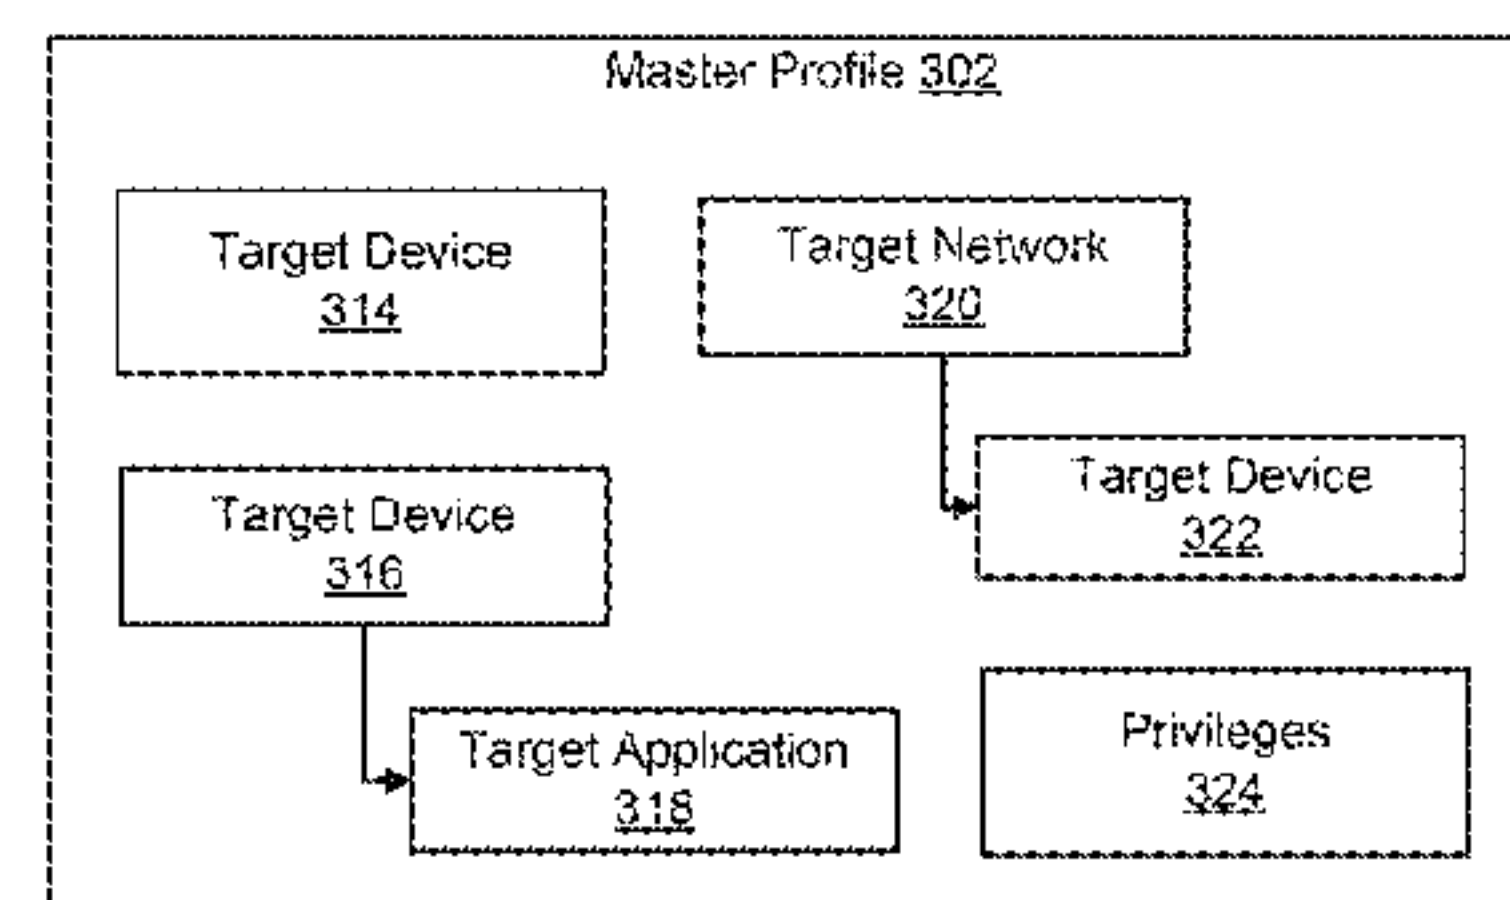 Master Profile 302
Target Device
314
Target Network
320
Target Device
322
Target Device
316
Target Application
318
Privileges
324